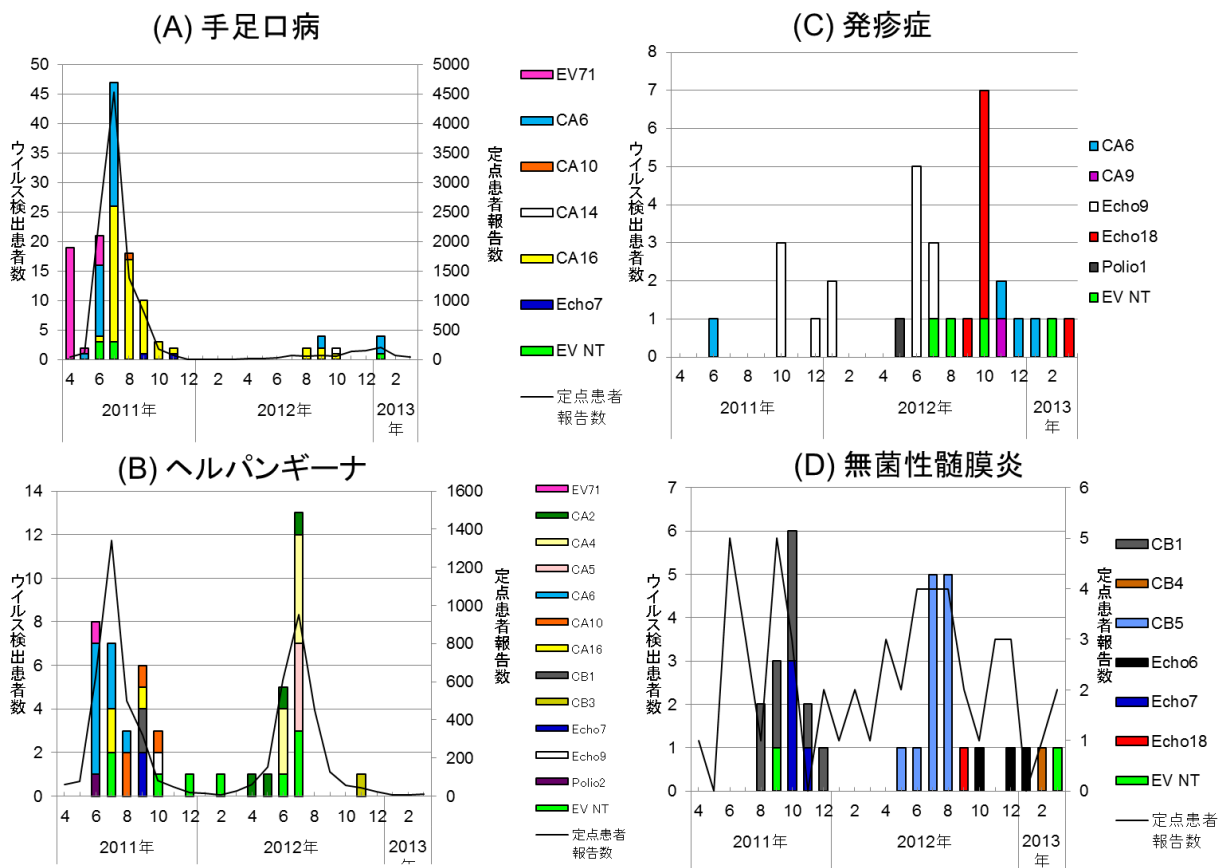 (A) 手足口病
50
45
40
35
30
25
20
15
10
5
0
5000
4500
4000
3500
3000
2500
2000
1500
1000
500
0
ウイルス検出患者数
定点患者報告数
4 6 8 10 12 2 4 6 8 10 12 2
2011年 2012年 2013
年
EV71
CA6
CA10
CA14
CA16
Echo7
EV NT
定点患者
報告数
(C) 発疹症
8
7
6
5
4
3
2
1
0
ウイルス検出患者数
4 6 8 10 12 2 4 6 8 10 12 2
2011年 2012年 2013
年
CA6
CA9
Echo9
Echo18
Polio1
EV NT
(B) ヘルパンギーナ
14
12
10
8
6
4
2
0
1600
1400
1200
1000
800
600
400
200
0
ウイルス検出患者数
定点患者報告数
4 6 8 10 12 2 4 6 8 10 12 2
2011年 2012年 2013
年
EV71
CA2
CA4
CA5
CA6
CA10
CA16
CB1
CB3
Echo7
Echo9
Polio2
EV NT
定点患者
報告数
(D) 無菌性髄膜炎
7
6
5
4
3
2
1
0
6
5
4
3
2
1
0
ウイルス検出患者数
定点患者報告数
4 6 8 10 12 2 4 6 8 10 12 2
2011年 2012年 2013
年
CB1
CB4
CB5
Echo6
Echo7
Echo18
EV NT
定点患者
報告数